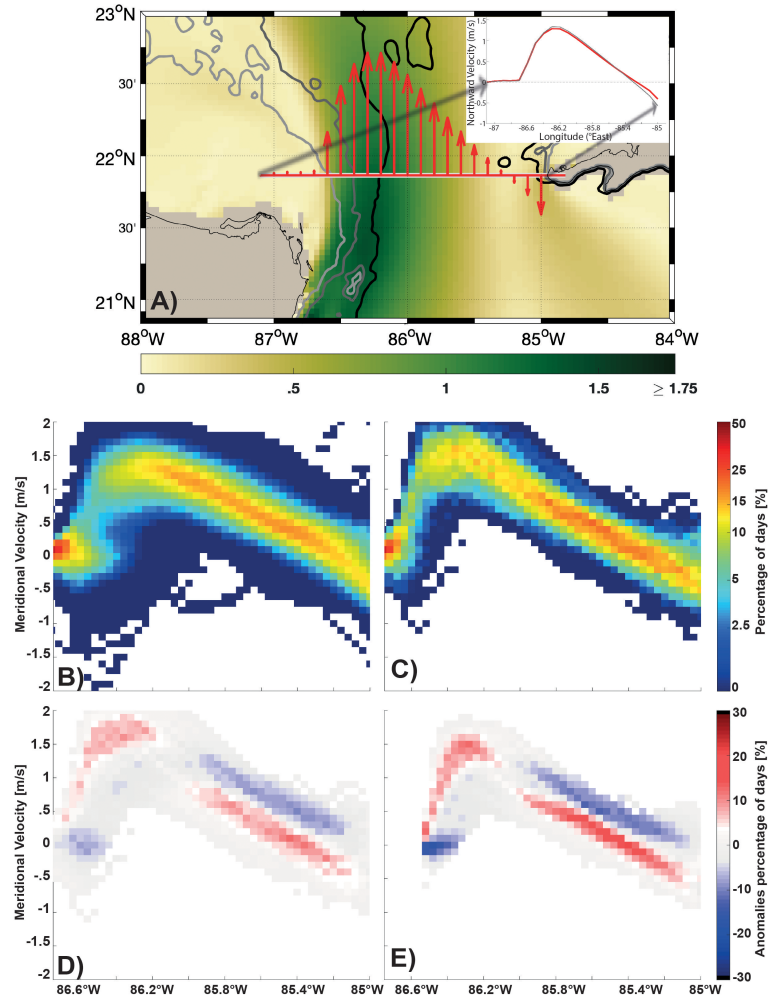 23°N
30'
22°N
30'
21°N
A)
88°W
87°W
86°W
85°W
84°W
Northward Velocity (m/s)
1.5
1
0
-0.5
-1
-87
-86.6
-86.2
-85.8
-85.4
-85
Longitude (°East)
0
.5
1
1.5
≥ 1.75
Meridional Velocity [m/s]
2
1.5
1
.5
0
-.5
-1
-1.5
-2
B)
C)
50
25
15
10
5
2.5
0
Percentage of days [%]
Meridional Velocity [m/s]
2
1.5
1
.5
0
-.5
-1
-1.5
-2
D)
E)
30
20
10
0
-10
-20
-30
Anomalies percentage of days [%]
86.6°W
86.2°W
85.8°W
85.4°W
85°W
86.6°W
86.2°W
85.8°W
85.4°W
85°W